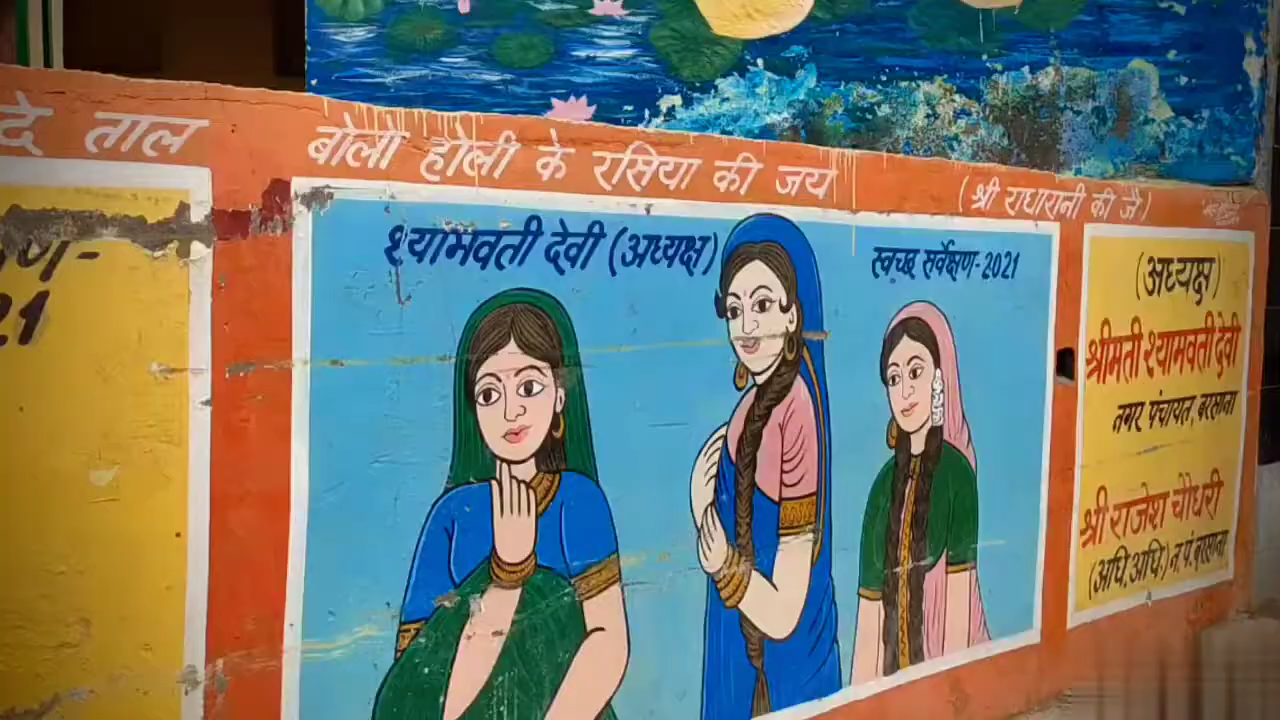 दे ताल
बोलो होली के रसिया की जय
(श्री राधारानी की जै)
श्यामवती देवी (अध्यक्ष)
स्वच्छ सर्वेक्षण-2021
(अध्यक्ष)
श्रीमती श्यामवती देवी
नगर पंचायत, बरसाना
श्री राजेश चौधरी
(अधि. अधि.) न. पं. बरसाना